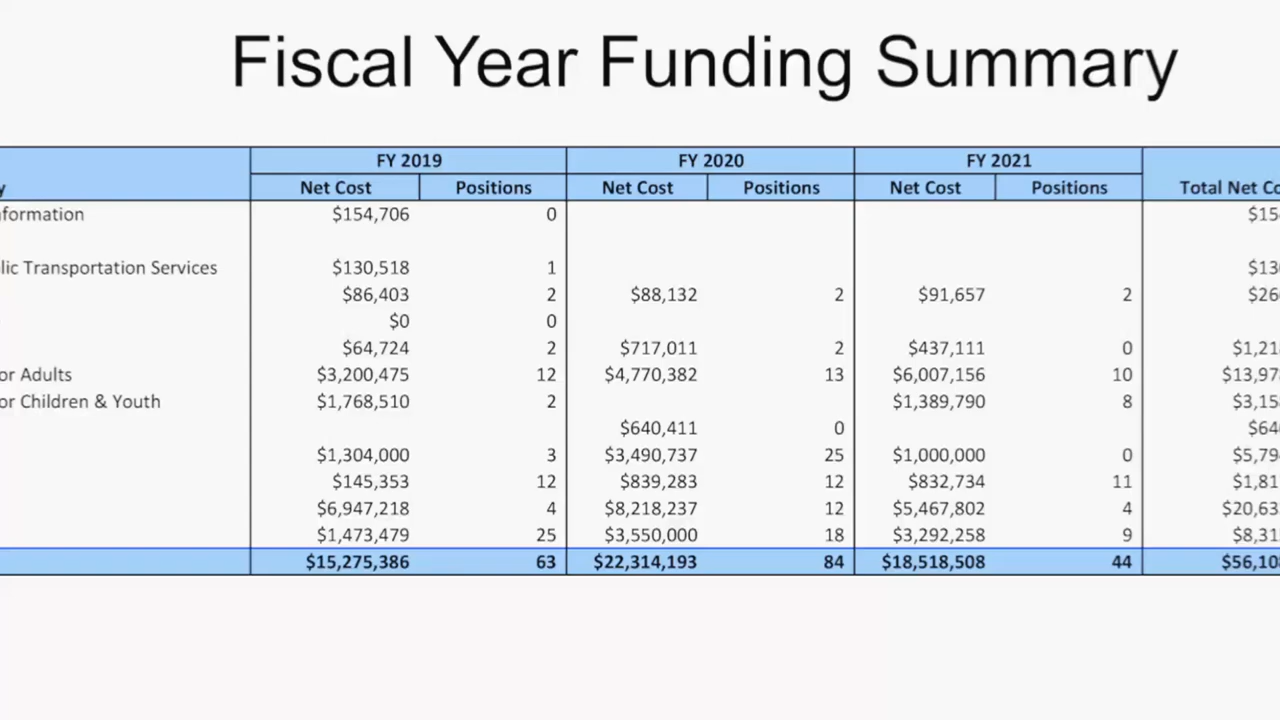 Fiscal Year Funding Summary
FY 2019 FY 2020 FY 2021
Net Cost Positions Net Cost Positions Net Cost Positions Total Net
$154,706 0
Transportation Services $130,518 1
$86,403 2 $88,132 2 $91,657 2
$0 0
$64,724 2 $717,011 2 $437,111 0
Adults $3,200,475 12 $4,770,382 13 $6,007,156 10
Children & Youth $1,768,510 2 $1,389,790 8
$640,411 0
$1,304,000 3 $3,490,737 25 $1,000,000 0
$145,353 12 $839,283 12 $832,734 11
$6,947,218 4 $8,218,237 12 $5,467,802 4
$1,473,479 25 $3,550,000 18 $3,292,258 9
$15,275,386 63 $22,314,193 84 $18,518,508 44